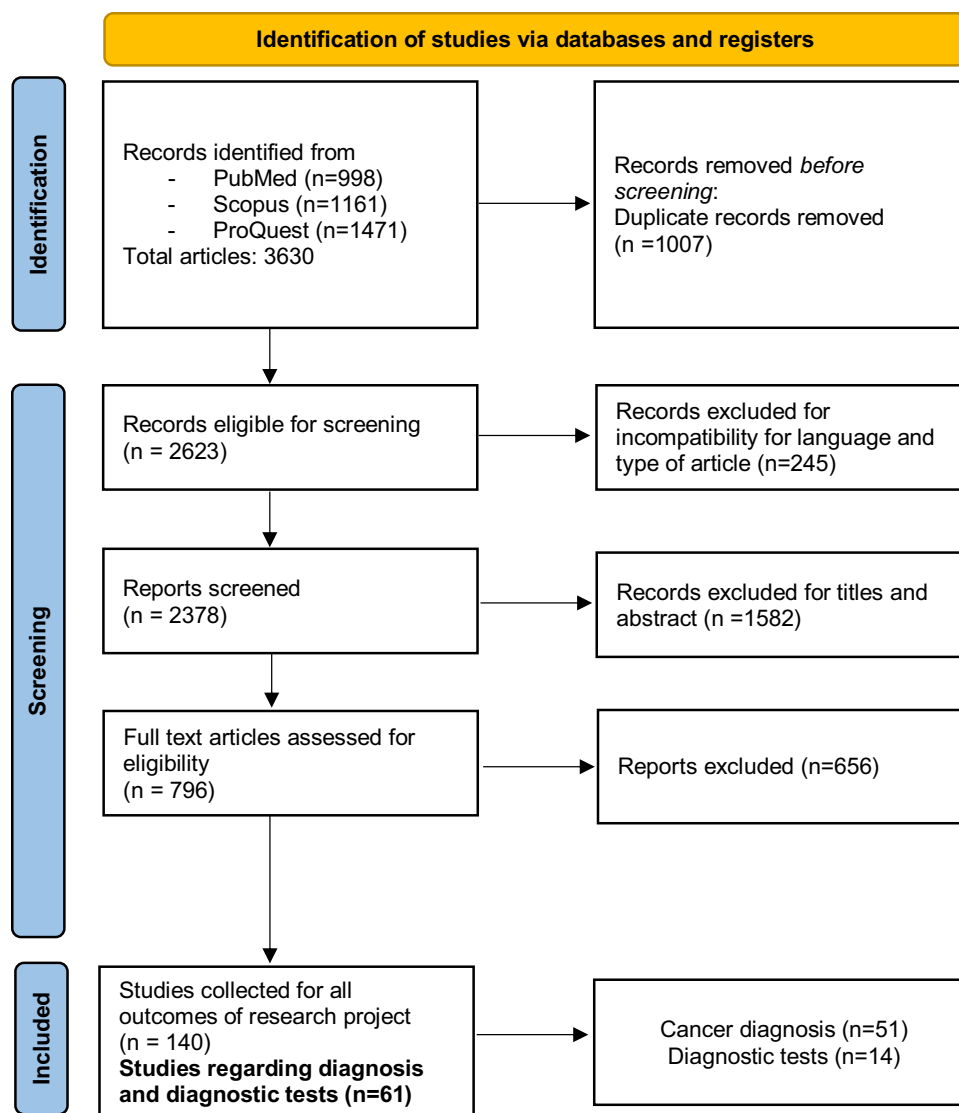 Identification of studies via databases and registers
Identification
Records identified from
- PubMed (n=998)
- Scopus (n=1161)
- ProQuest (n=1471)
Total articles: 3630
Records removed before
screening:
Duplicate records removed
(n =1007)
Screening
Records eligible for screening
(n = 2623)
Records excluded for
incompatibility for language and
type of article (n=245)
Reports screened
(n = 2378)
Records excluded for titles and
abstract (n =1582)
Full text articles assessed for
eligibility
(n = 796)
Reports excluded (n=656)
Included
Studies collected for all
outcomes of research project
(n = 140)
Studies regarding diagnosis
and diagnostic tests (n=61)
Cancer diagnosis (n=51)
Diagnostic tests (n=14)